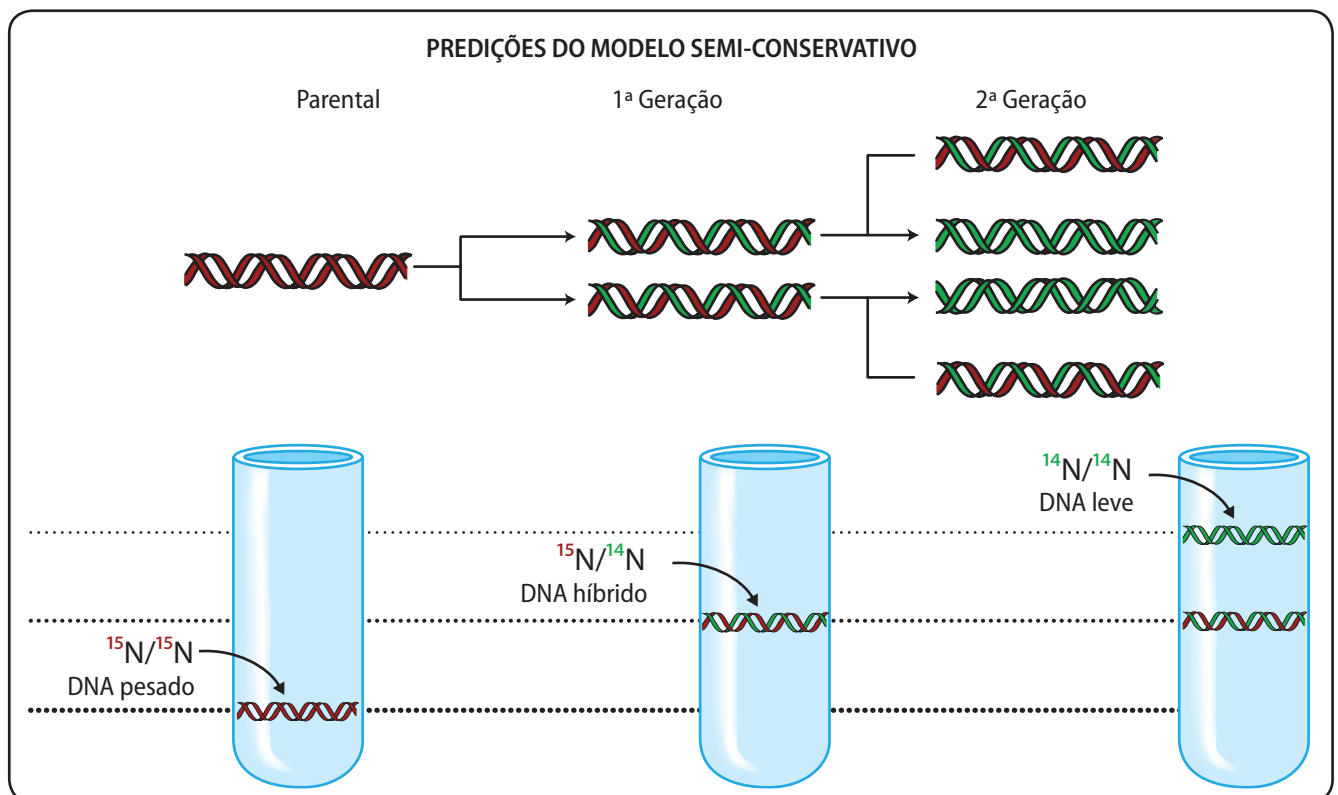 PREDIÇÕES DO MODELO SEMI-CONSERVATIVO
Parental
1ª Geração
2ª Geração
¹⁴N/¹⁴N
DNA leve
¹⁵N/¹⁴N
DNA híbrido
¹⁵N/¹⁵N
DNA pesado